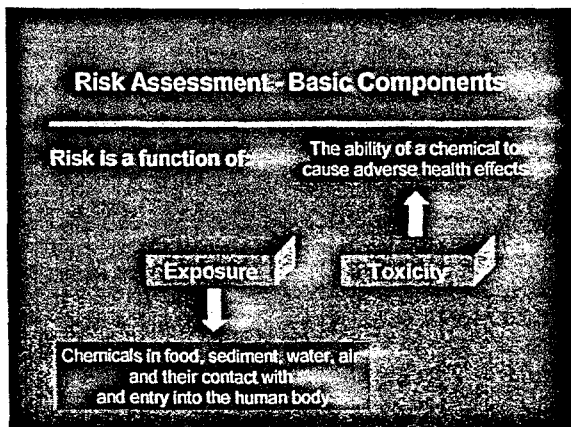 Risk Assessment - Basic Components
Risk is a function of:
The ability of a chemical to
cause adverse health effects
Exposure
Toxicity
Chemicals in food, sediment, water, air
and their contact with
and entry into the human body